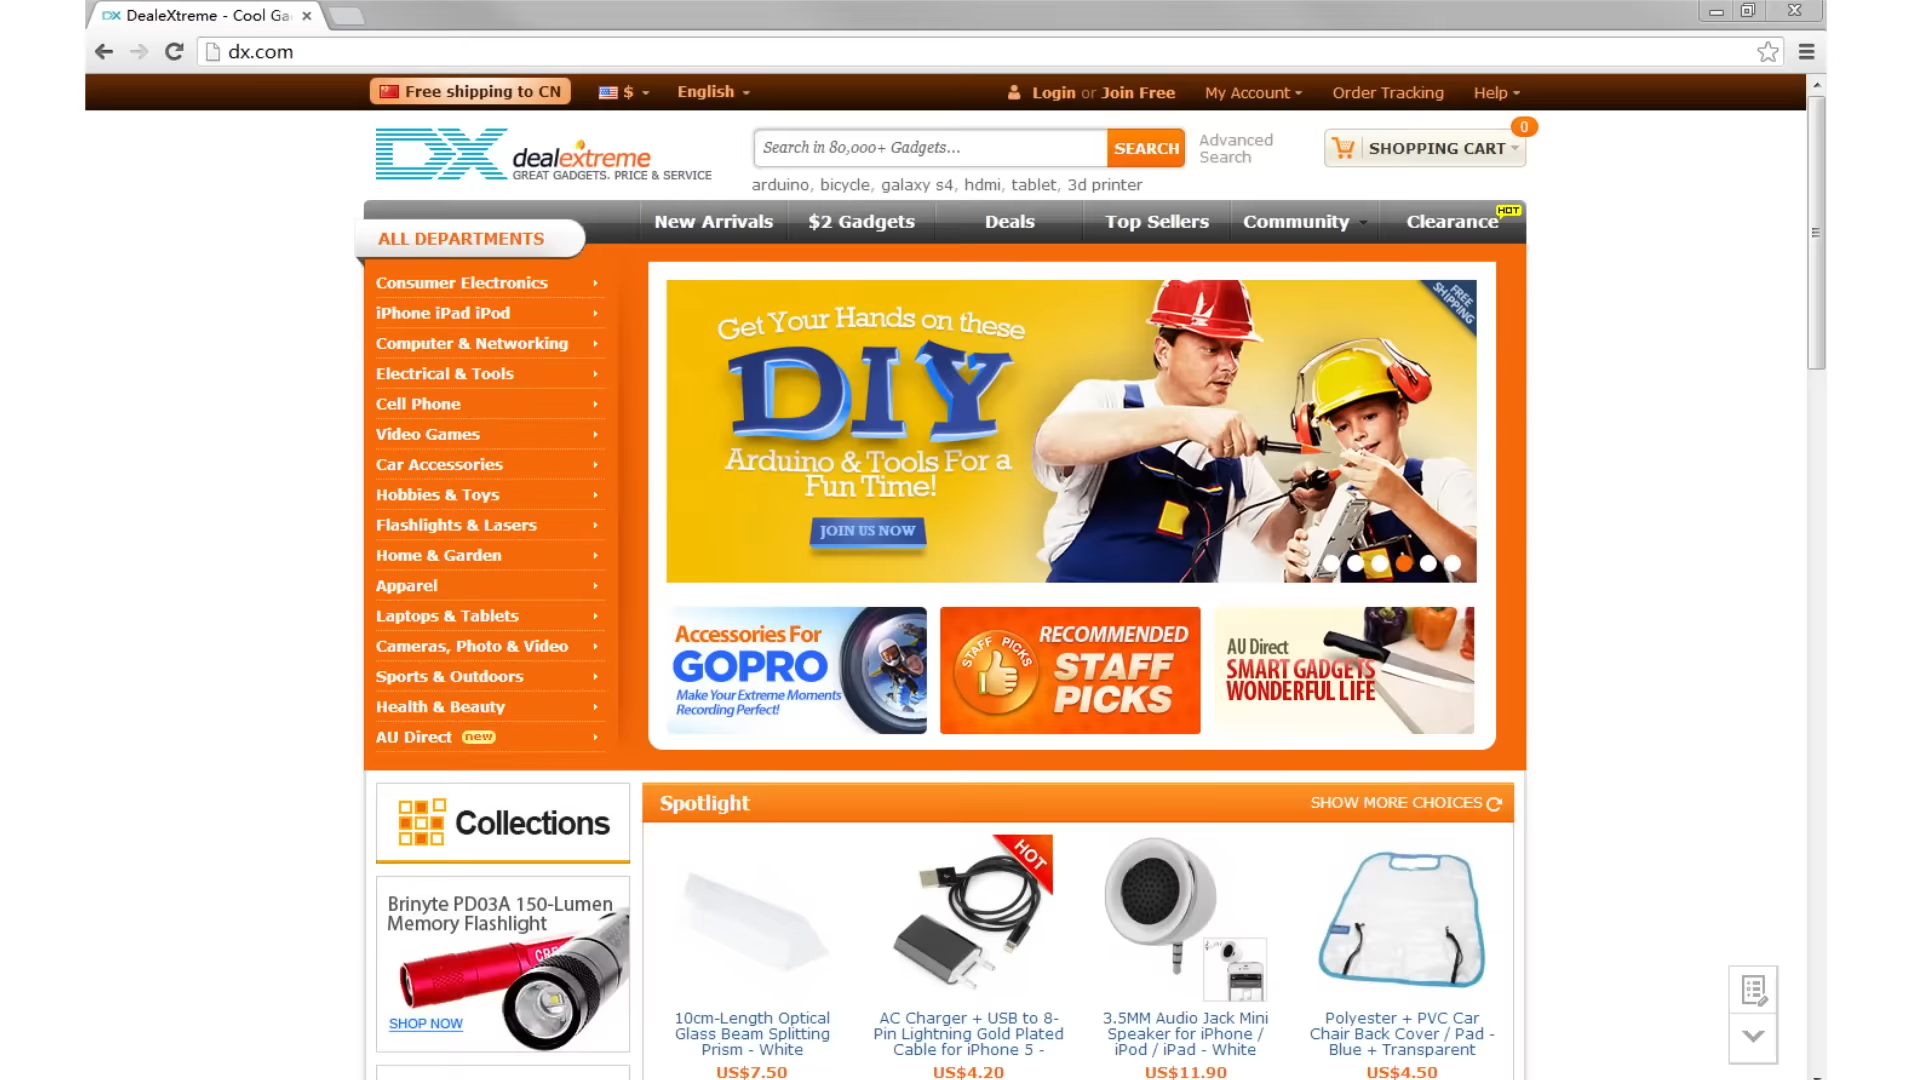 DX DealeXtreme - Cool Ga
dx.com
Free shipping to CN
$
English
Login or Join Free
My Account
Order Tracking
Help
DX dealextreme
GREAT GADGETS. PRICE & SERVICE
Search in 80,000+ Gadgets...
SEARCH
Advanced
Search
0
SHOPPING CART
arduino, bicycle, galaxy s4, hdmi, tablet, 3d printer
New Arrivals
$2 Gadgets
Deals
Top Sellers
Community
Clearance
HOT
ALL DEPARTMENTS
Consumer Electronics
iPhone iPad iPod
Computer & Networking
Electrical & Tools
Cell Phone
Video Games
Car Accessories
Hobbies & Toys
Flashlights & Lasers
Home & Garden
Apparel
Laptops & Tablets
Cameras, Photo & Video
Sports & Outdoors
Health & Beauty
AU Direct new
Get Your Hands on these
DIY
Arduino & Tools For a
Fun Time!
JOIN US NOW
FREE
SHIPPING
Accessories For
GOPRO
Make Your Extreme Moments
Recording Perfect!
STAFF PICKS
RECOMMENDED
STAFF
PICKS
AU Direct
SMART GADGETS
WONDERFUL LIFE
Collections
Brinyte PD03A 150-Lumen
Memory Flashlight
SHOP NOW
Spotlight
SHOW MORE CHOICES
10cm-Length Optical
Glass Beam Splitting
Prism - White
US$7.50
HOT
AC Charger + USB to 8-
Pin Lightning Gold Plated
Cable for iPhone 5 -
US$4.20
3.5MM Audio Jack Mini
Speaker for iPhone /
iPod / iPad - White
US$11.90
Polyester + PVC Car
Chair Back Cover / Pad -
Blue + Transparent
US$4.50